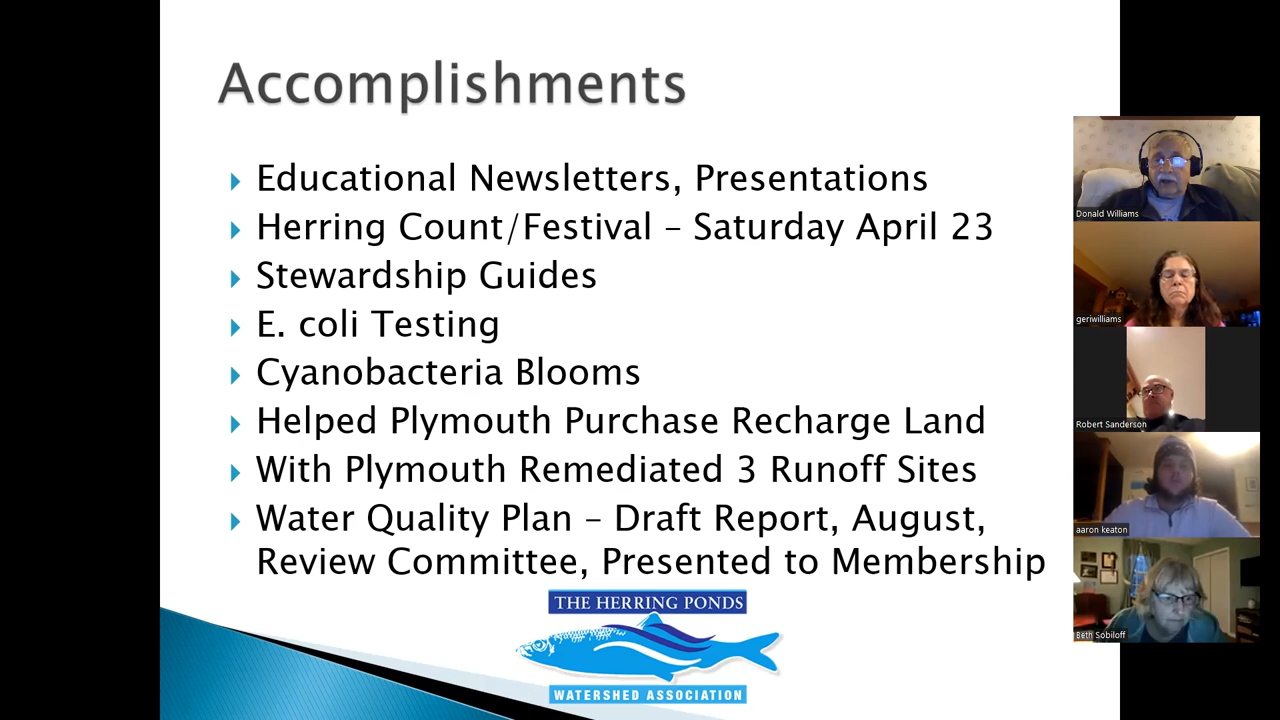 Accomplishments
Educational Newsletters, Presentations
Herring Count/Festival – Saturday April 23
Stewardship Guides
E. coli Testing
Cyanobacteria Blooms
Helped Plymouth Purchase Recharge Land
With Plymouth Remediated 3 Runoff Sites
Water Quality Plan – Draft Report, August,
Review Committee, Presented to Membership
THE HERRING PONDS
WATERSHED ASSOCIATION
Donald Williams
geriwilliams
Robert Sanderson
aaron keaton
Beth Sobiloff